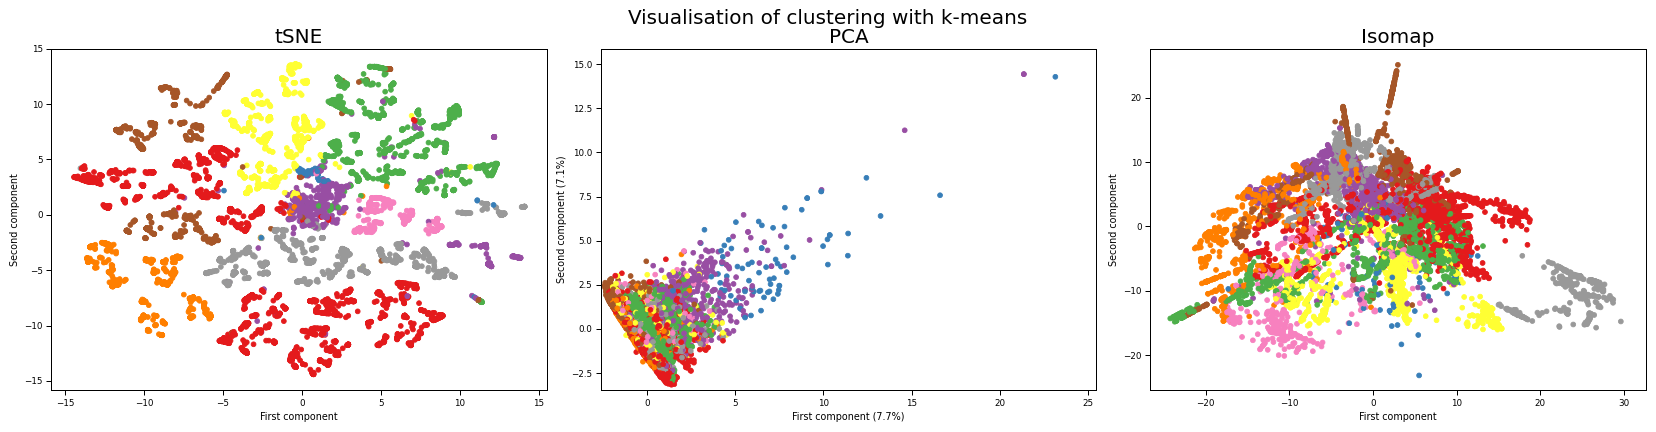 Visualisation of clustering with k-means
tSNE
15
10
5
0
−5
−10
−15
−15 −10 −5 0 5 10 15
Second component
First component
PCA
15.0
12.5
10.0
7.5
5.0
2.5
0.0
−2.5
0 5 10 15 20 25
Second component (7.1%)
First component (7.7%)
Isomap
20
10
0
−10
−20
−20 −10 0 10 20 30
Second component
First component